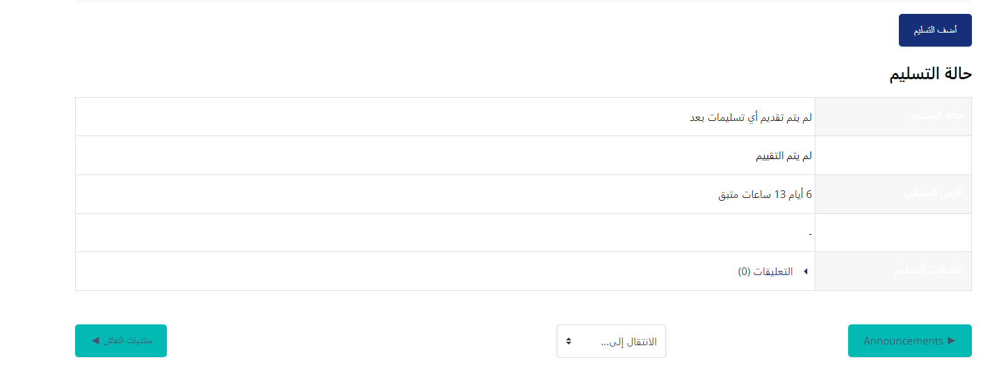 أضف التسليم
حالة التسليم
حالة التسليم
لم يتم تقديم أي تسليمات بعد
لم يتم التقييم
الزمن المتبقي
6 أيام 13 ساعات متبق
-
تعليقات التسليم
التعليقات (0)
Announcements ▶
الانتقال إلى...
منتديات النقاش ◀